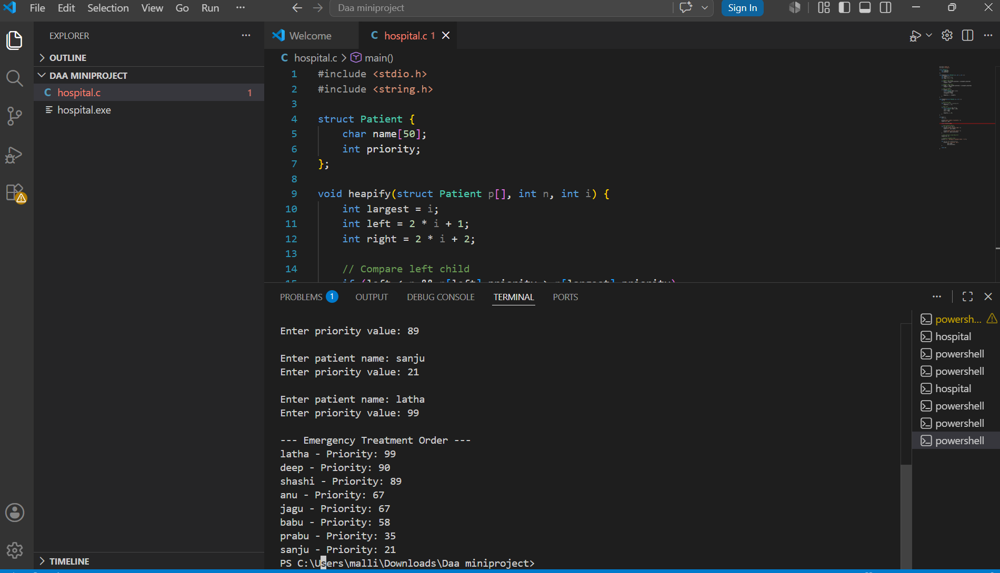 File Edit Selection View Go Run ···
Daa miniproject
Sign In
EXPLORER ···
OUTLINE
DAA MINIPROJECT
hospital.c 1
hospital.exe
TIMELINE
Welcome
C hospital.c 1
C hospital.c > main()
1 #include <stdio.h>
2 #include <string.h>
3
4 struct Patient {
5 char name[50];
6 int priority;
7 };
8
9 void heapify(struct Patient p[], int n, int i) {
10 int largest = i;
11 int left = 2 * i + 1;
12 int right = 2 * i + 2;
13
14 // Compare left child
15 if (left < n && p[left].priority > p[largest].priority)
PROBLEMS 1 OUTPUT DEBUG CONSOLE TERMINAL PORTS
Enter priority value: 89
Enter patient name: sanju
Enter priority value: 21
Enter patient name: latha
Enter priority value: 99
--- Emergency Treatment Order ---
latha - Priority: 99
deep - Priority: 90
shashi - Priority: 89
anu - Priority: 67
jagu - Priority: 67
babu - Priority: 58
prabu - Priority: 35
sanju - Priority: 21
PS C:\Users\malli\Downloads\Daa miniproject>
powersh...
hospital
powershell
powershell
hospital
powershell
powershell
powershell